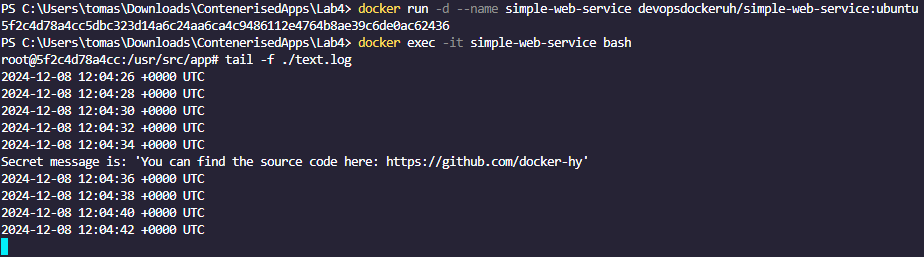 PS C:\Users\tomas\Downloads\ContenerisedApps\Lab4> docker run -d --name simple-web-service devopsdockeruh/simple-web-service:ubuntu
5f2c4d78a4cc5dbc323d14a6c24aa6ca4c9486112e4764b8ae39c6de0ac62436
PS C:\Users\tomas\Downloads\ContenerisedApps\Lab4> docker exec -it simple-web-service bash
root@5f2c4d78a4cc:/usr/src/app# tail -f ./text.log
2024-12-08 12:04:26 +0000 UTC
2024-12-08 12:04:28 +0000 UTC
2024-12-08 12:04:30 +0000 UTC
2024-12-08 12:04:32 +0000 UTC
2024-12-08 12:04:34 +0000 UTC
Secret message is: 'You can find the source code here: https://github.com/docker-hy'
2024-12-08 12:04:36 +0000 UTC
2024-12-08 12:04:38 +0000 UTC
2024-12-08 12:04:40 +0000 UTC
2024-12-08 12:04:42 +0000 UTC